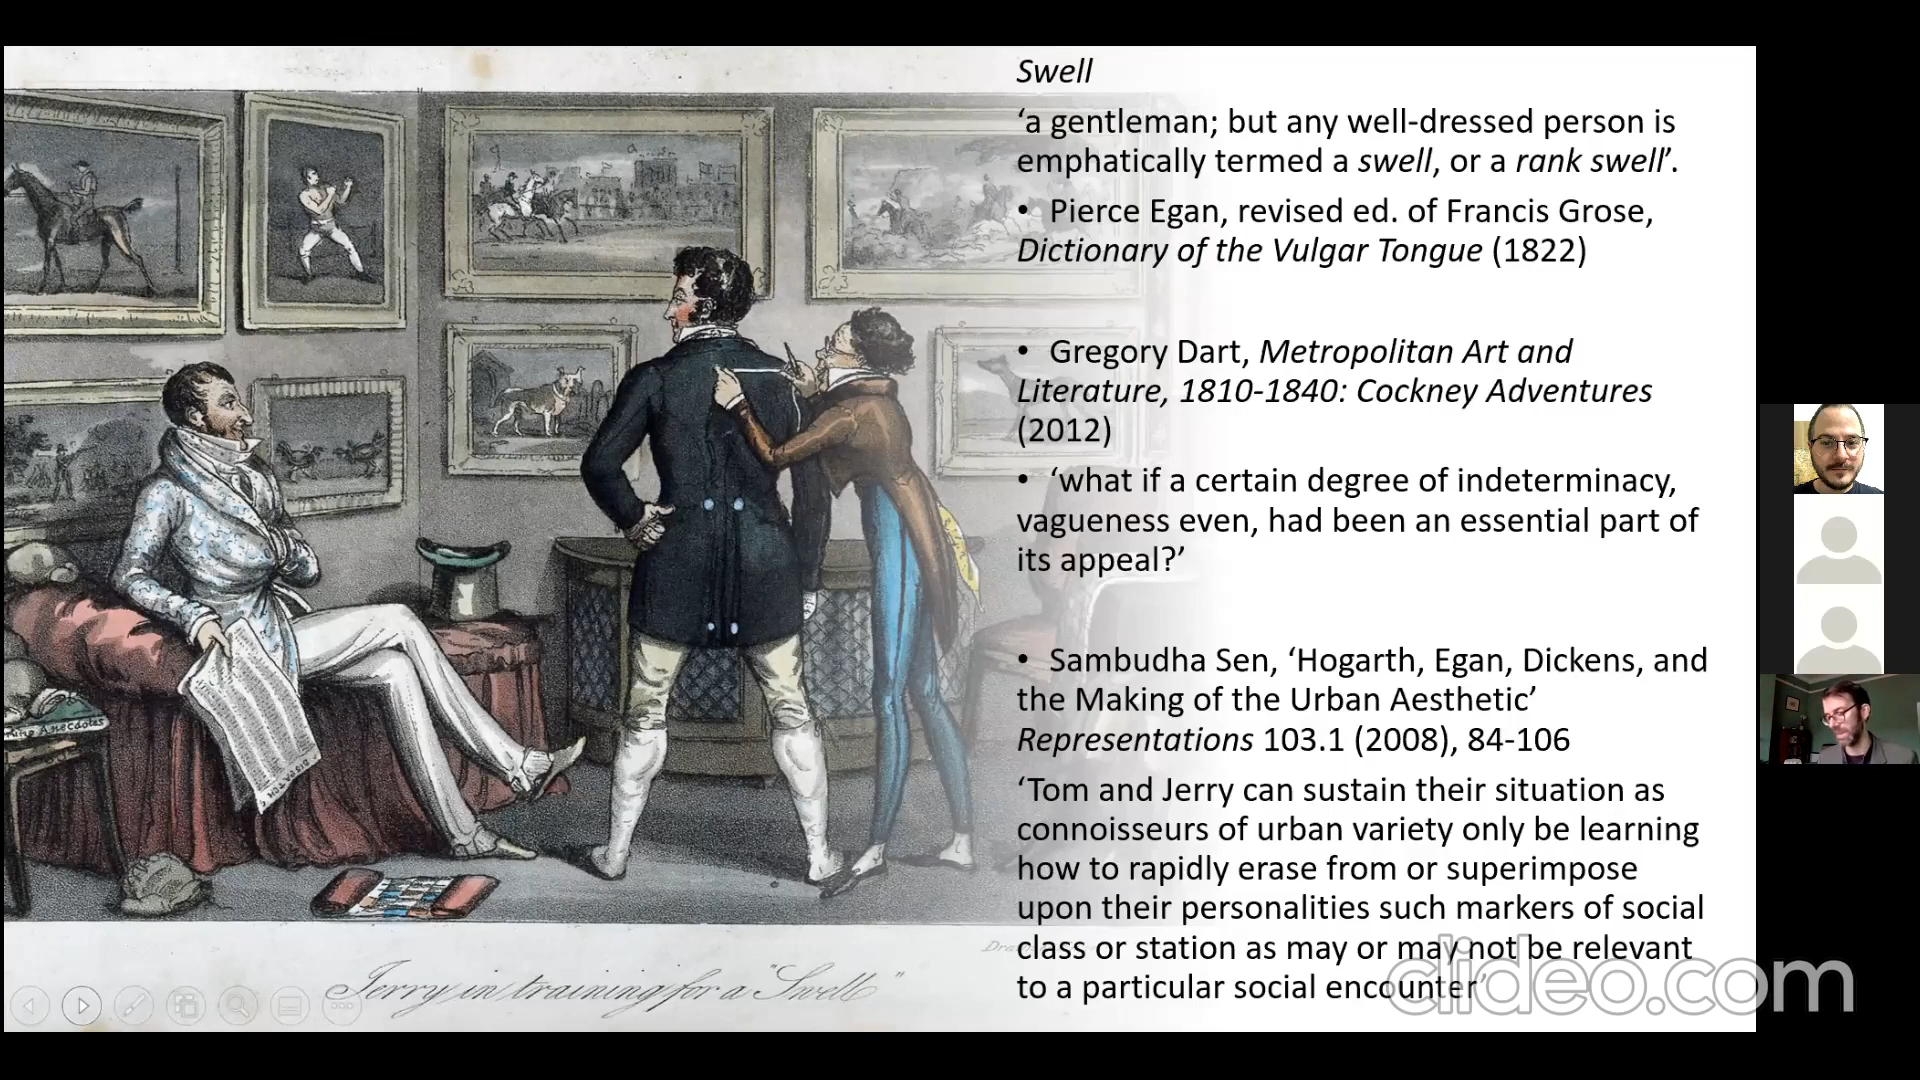 Swell
‘a gentleman; but any well-dressed person is
emphatically termed a swell, or a rank swell’.
• Pierce Egan, revised ed. of Francis Grose,
Dictionary of the Vulgar Tongue (1822)
• Gregory Dart, Metropolitan Art and
Literature, 1810-1840: Cockney Adventures
(2012)
• ‘what if a certain degree of indeterminacy,
vagueness even, had been an essential part of
its appeal?’
• Sambudha Sen, ‘Hogarth, Egan, Dickens, and
the Making of the Urban Aesthetic’
Representations 103.1 (2008), 84-106
‘Tom and Jerry can sustain their situation as
connoisseurs of urban variety only be learning
how to rapidly erase from or superimpose
upon their personalities such markers of social
class or station as may or may not be relevant
to a particular social encounter’
Anecdotes
Jerry in training for a "Swell"
clideo.com